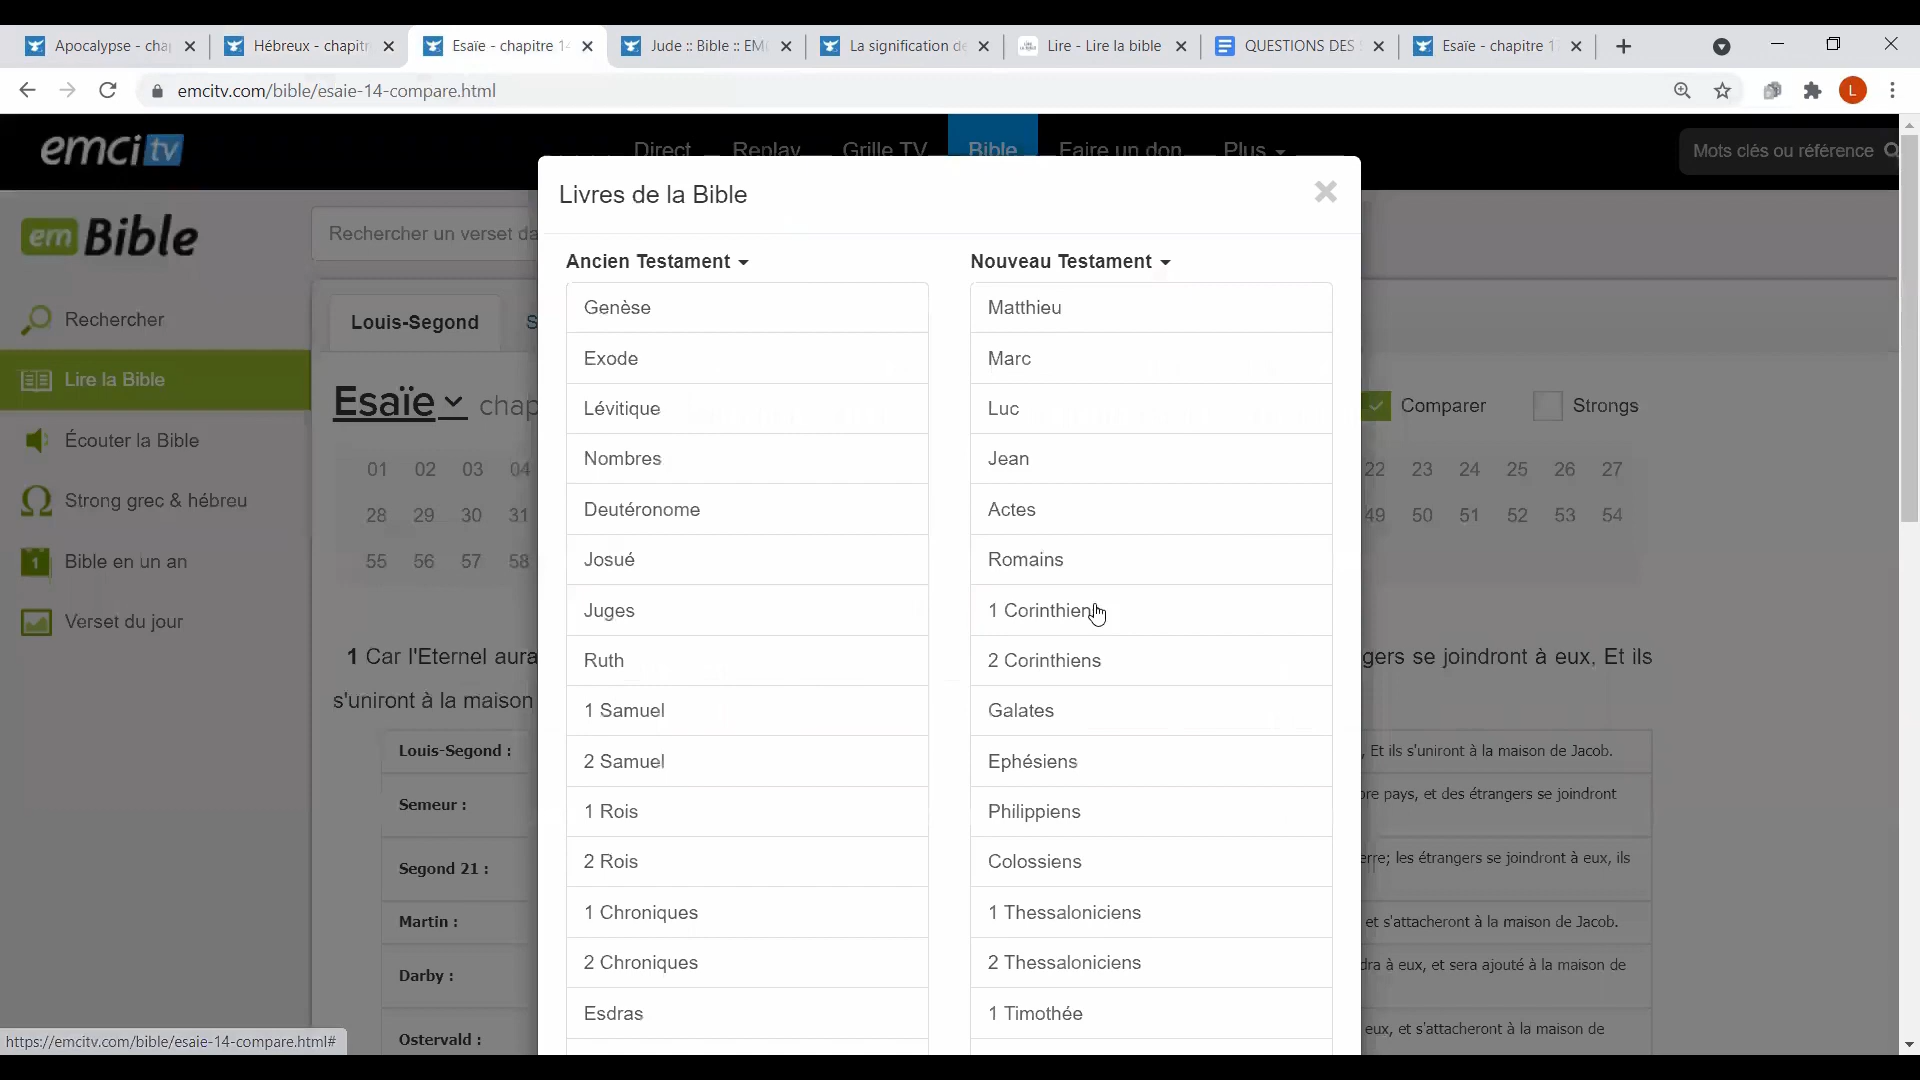 Apocalypse - cha
Hébreux - chapit
Esaïe - chapitre 1
Jude :: Bible :: EM
La signification d
Lire - Lire la bible
QUESTIONS DES
Esaïe - chapitre 1
emcitv.com/bible/esaie-14-compare.html
L
emci tv
Direct
Replay
Grille TV
Bible
Faire un don
Plus
Mots clés ou référence
em Bible
Rechercher un verset da
Rechercher
Lire la Bible
Écouter la Bible
Strong grec & hébreu
1 Bible en un an
Verset du jour
Louis-Segond
S
Esaïe chap
Comparer
Strongs
01 02 03 04
22 23 24 25 26 27
28 29 30 31
49 50 51 52 53 54
55 56 57 58
1 Car l'Eternel aura
gers se joindront à eux, Et ils
s'uniront à la maison
Louis-Segond :
, Et ils s'uniront à la maison de Jacob.
Semeur :
pre pays, et des étrangers se joindront
Segond 21 :
erre; les étrangers se joindront à eux, ils
Martin :
et s'attacheront à la maison de Jacob.
Darby :
dra à eux, et sera ajouté à la maison de
Ostervald :
eux, et s'attacheront à la maison de
Livres de la Bible
Ancien Testament
Genèse
Exode
Lévitique
Nombres
Deutéronome
Josué
Juges
Ruth
1 Samuel
2 Samuel
1 Rois
2 Rois
1 Chroniques
2 Chroniques
Esdras
Nouveau Testament
Matthieu
Marc
Luc
Jean
Actes
Romains
1 Corinthien
2 Corinthiens
Galates
Ephésiens
Philippiens
Colossiens
1 Thessaloniciens
2 Thessaloniciens
1 Timothée
https://emcitv.com/bible/esaie-14-compare.html#